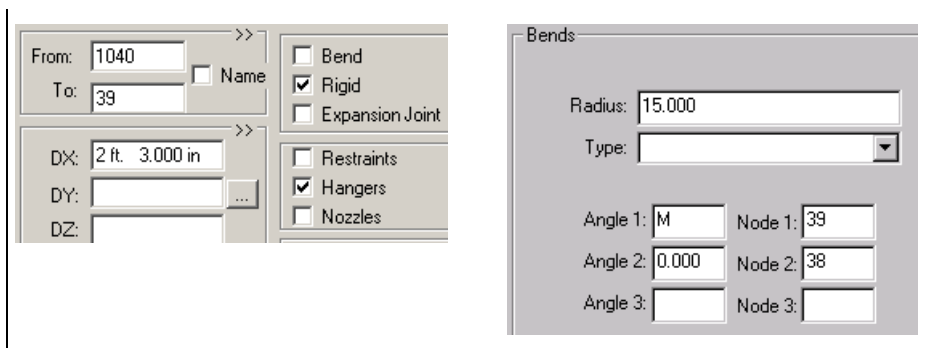 >>
From: 1040
Name
To: 39
>>
DX: 2 ft. 3.000 in
DY:
...
DZ:
Bend
Rigid
Expansion Joint
Restraints
Hangers
Nozzles
Bends
Radius: 15.000
Type:
Angle 1: M Node 1: 39
Angle 2: 0.000 Node 2: 38
Angle 3: Node 3: